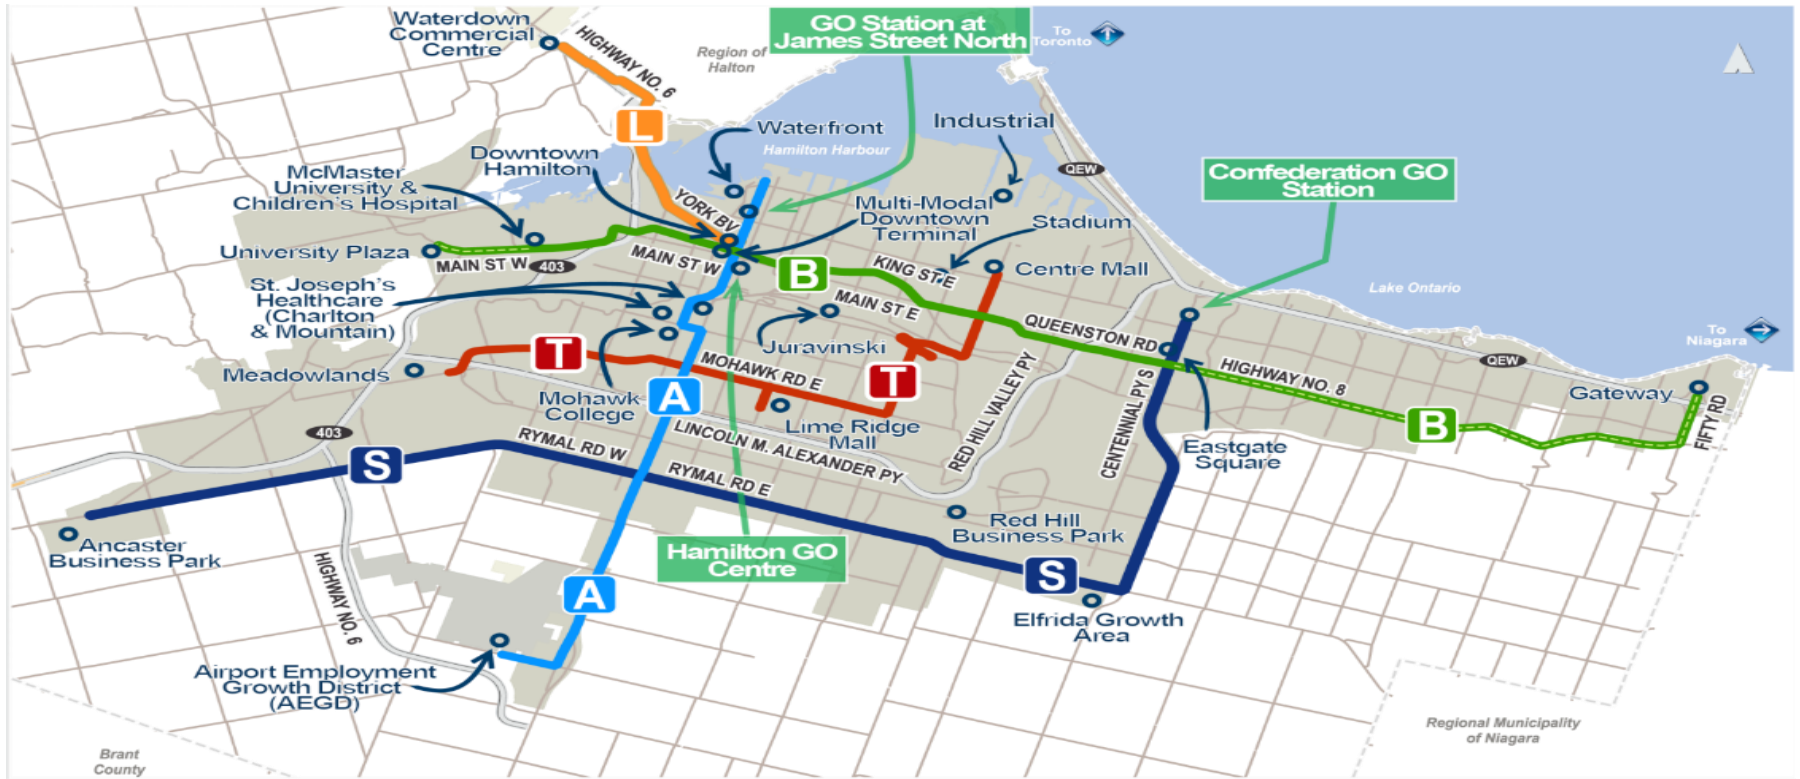 Waterdown
Commercial
Centre
HIGHWAY NO. 6
Region of
Halton
GO Station at
James Street North
To
Toronto
L
Waterfront
Hamilton Harbour
Industrial
QEW
Downtown
Hamilton
McMaster
University &
Children's Hospital
Confederation GO
Station
YORK BV
Multi-Modal
Downtown
Terminal
Stadium
University Plaza
MAIN ST W
403
MAIN ST W
B
KING ST E
Centre Mall
St. Joseph's
Healthcare
(Charlton
& Mountain)
MAIN ST E
Lake Ontario
To
Niagara
QUEENSTON RD
Juravinski
T
MOHAWK RD E
T
QEW
HIGHWAY NO. 8
Meadowlands
A
Mohawk
College
Lime Ridge
Mall
RED HILL VALLEY PY
CENTENNIAL PY S
Gateway
B
FIFTY RD
403
S
RYMAL RD W
LINCOLN M. ALEXANDER PY
RYMAL RD E
Eastgate
Square
Ancaster
Business Park
Red Hill
Business Park
HIGHWAY NO. 6
Hamilton GO
Centre
A
S
Elfrida Growth
Area
Airport Employment
Growth District
(AEGD)
Regional Municipality
of Niagara
Brant
County